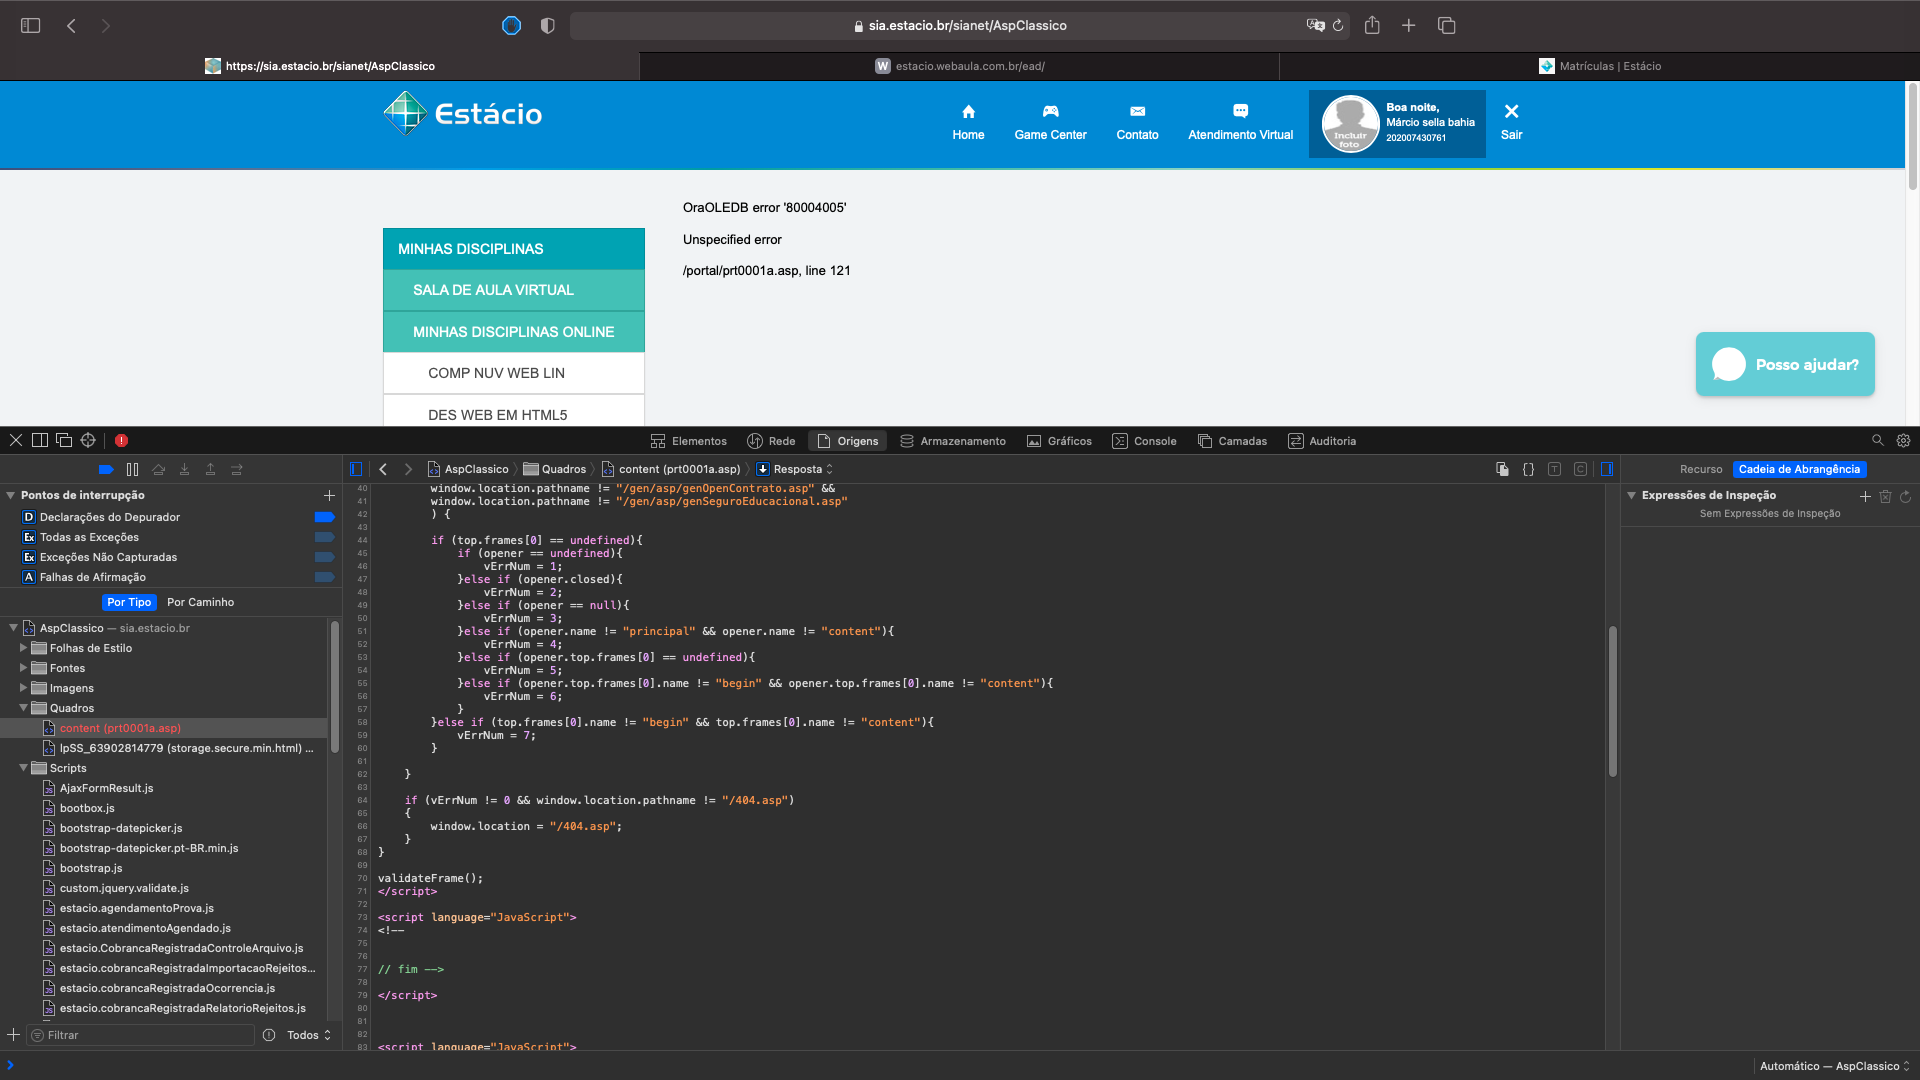 sia.estacio.br/sianet/AspClassico
https://sia.estacio.br/sianet/AspClassico
W estacio.webaula.com.br/ead/
Matrículas | Estácio
Estácio
Home
Game Center
Contato
Atendimento Virtual
Incluir foto
Boa noite,
Márcio sella bahia
202007430761
Sair
OraOLEDB error '80004005'
Unspecified error
/portal/prt0001a.asp, line 121
MINHAS DISCIPLINAS
SALA DE AULA VIRTUAL
MINHAS DISCIPLINAS ONLINE
COMP NUV WEB LIN
DES WEB EM HTML5
Posso ajudar?
Elementos
Rede
Origens
Armazenamento
Gráficos
Console
Camadas
Auditoria
AspClassico
Quadros
content (prt0001a.asp)
Resposta
Recurso
Cadeia de Abrangência
Pontos de interrupção
D Declarações do Depurador
Ex Todas as Exceções
Ex Exceções Não Capturadas
A Falhas de Afirmação
Por Tipo
Por Caminho
AspClassico — sia.estacio.br
Folhas de Estilo
Fontes
Imagens
Quadros
content (prt0001a.asp)
lpSS_63902814779 (storage.secure.min.html) ...
Scripts
AjaxFormResult.js
bootbox.js
bootstrap-datepicker.js
bootstrap-datepicker.pt-BR.min.js
bootstrap.js
custom.jquery.validate.js
estacio.agendamentoProva.js
estacio.atendimentoAgendado.js
estacio.CobrancaRegistradaControleArquivo.js
estacio.cobrancaRegistradaImportacaoRejeitos...
estacio.cobrancaRegistradaOcorrencia.js
estacio.cobrancaRegistradaRelatorioRejeitos.js
Filtrar
Todos
40 window.location.pathname != "/gen/asp/genOpenContrato.asp" &&
41 window.location.pathname != "/gen/asp/genSeguroEducacional.asp"
42 ) {
43
44 if (top.frames[0] == undefined){
45 if (opener == undefined){
46 vErrNum = 1;
47 }else if (opener.closed){
48 vErrNum = 2;
49 }else if (opener == null){
50 vErrNum = 3;
51 }else if (opener.name != "principal" && opener.name != "content"){
52 vErrNum = 4;
53 }else if (opener.top.frames[0] == undefined){
54 vErrNum = 5;
55 }else if (opener.top.frames[0].name != "begin" && opener.top.frames[0].name != "content"){
56 vErrNum = 6;
57 }
58 }else if (top.frames[0].name != "begin" && top.frames[0].name != "content"){
59 vErrNum = 7;
60 }
61
62 }
63
64 if (vErrNum != 0 && window.location.pathname != "/404.asp")
65 {
66 window.location = "/404.asp";
67 }
68 }
69
70 validateFrame();
71 </script>
72
73 <script language="JavaScript">
74 <!--
75
76
77 // fim -->
78
79 </script>
80
81
82
83 <script language="JavaScript">
Expressões de Inspeção
Sem Expressões de Inspeção
Automático — AspClassico